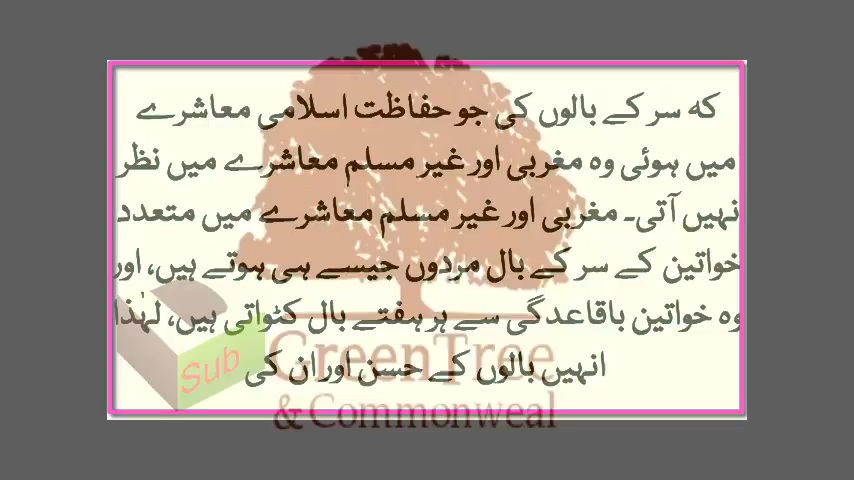 که سر کے بالوں کی جو حفاظت اسلامی معاشرے
میں ہوئی وہ مغربی اور غیر مسلم معاشرے میں نظر
نہیں آتی۔ مغربی اور غیر مسلم معاشرے میں متعدد
خواتین کے سر کے بال مردوں جیسے ہی ہوتے ہیں، اور
وہ خواتین باقاعدگی سے ہر ہفتے بال کٹواتی ہیں، لہٰذا
انہیں بالوں کے حسن اور ان کی
Sub
GreenTree
& Commonweal